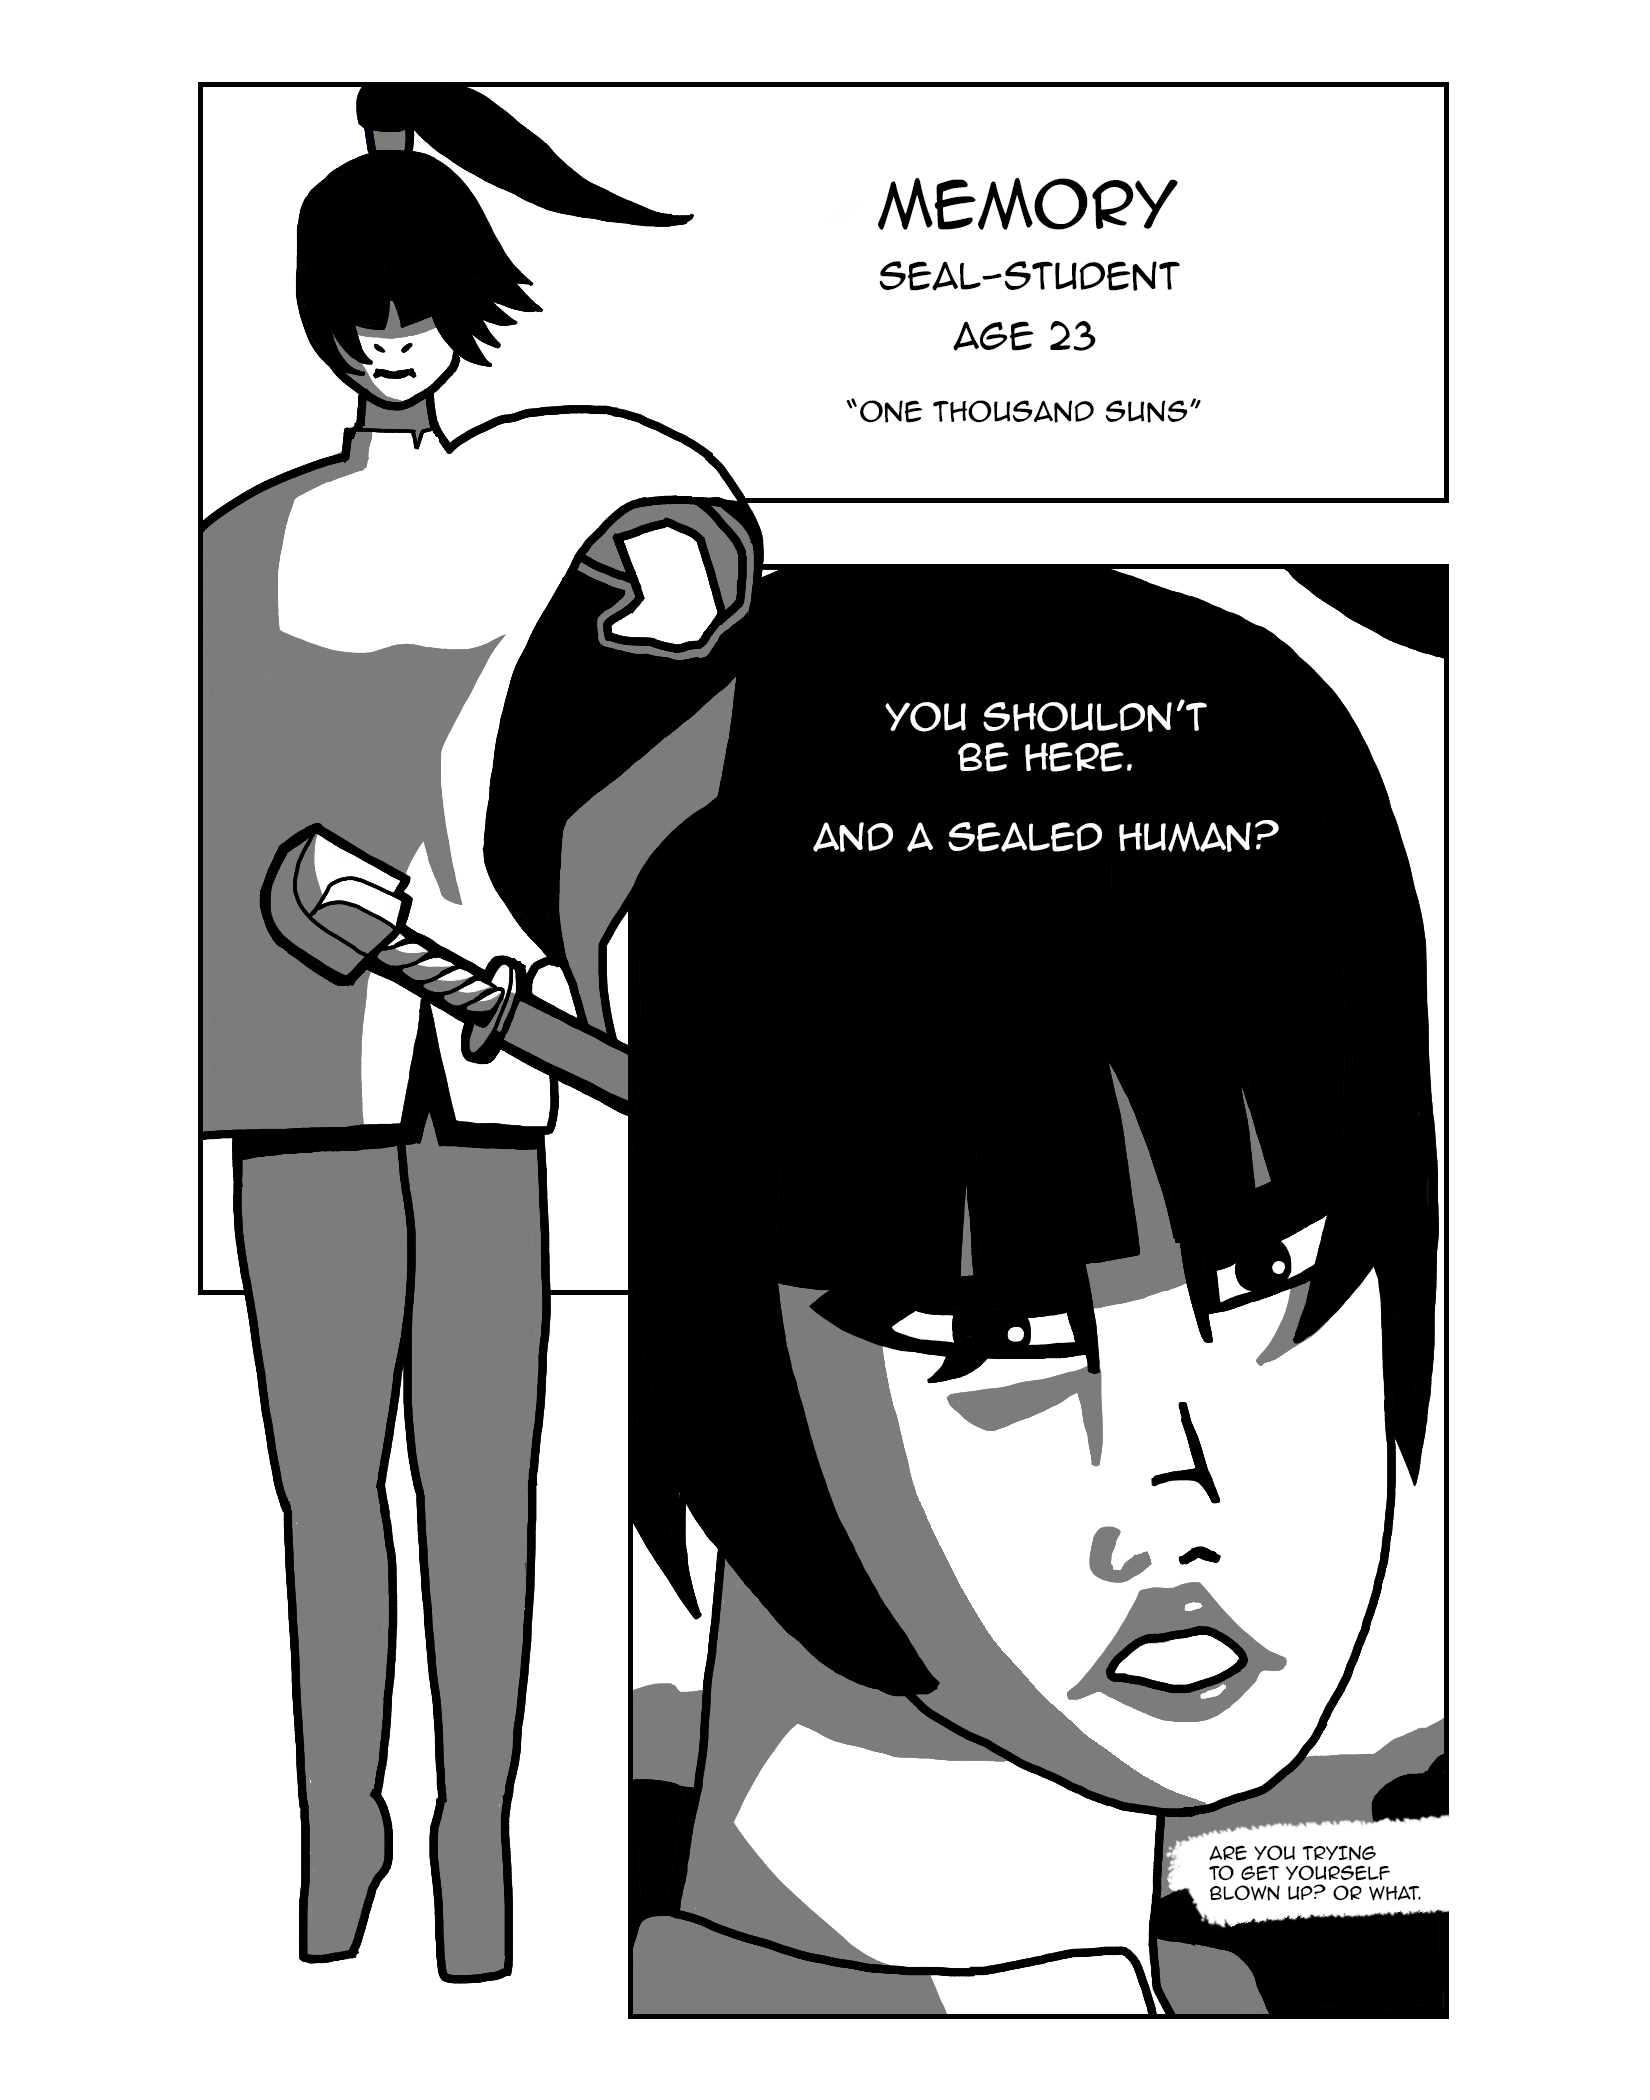 MEMORY
SEAL-STUDENT
AGE 23
"ONE THOUSAND SUNS"
YOU SHOULDN'T
BE HERE.
AND A SEALED HUMAN?
ARE YOU TRYING
TO GET YOURSELF
BLOWN UP? OR WHAT.